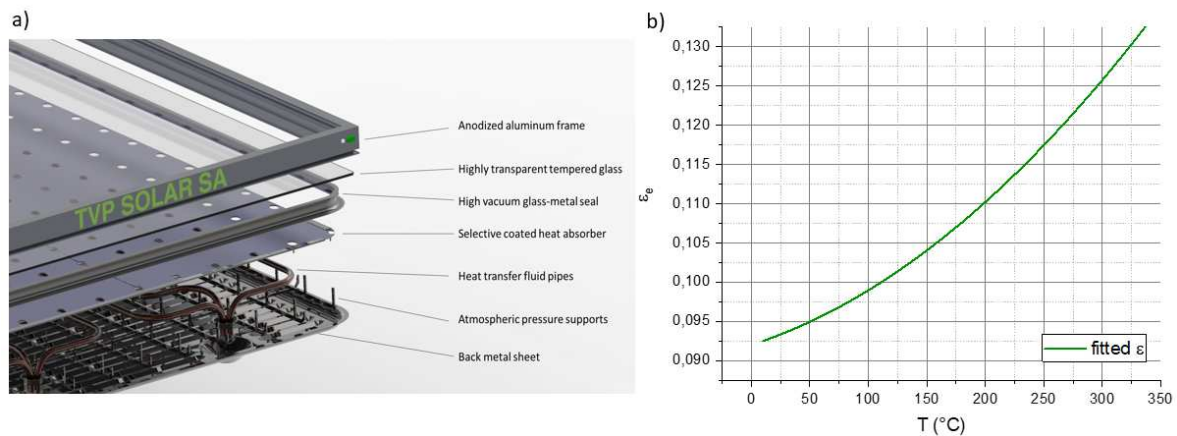 a)
TVP SOLAR SA
Anodized aluminum frame
Highly transparent tempered glass
High vacuum glass-metal seal
Selective coated heat absorber
Heat transfer fluid pipes
Atmospheric pressure supports
Back metal sheet
b)
0,130
0,125
0,120
0,115
0,110
0,105
0,100
0,095
0,090
εe
fitted ε
0 50 100 150 200 250 300 350
T (°C)